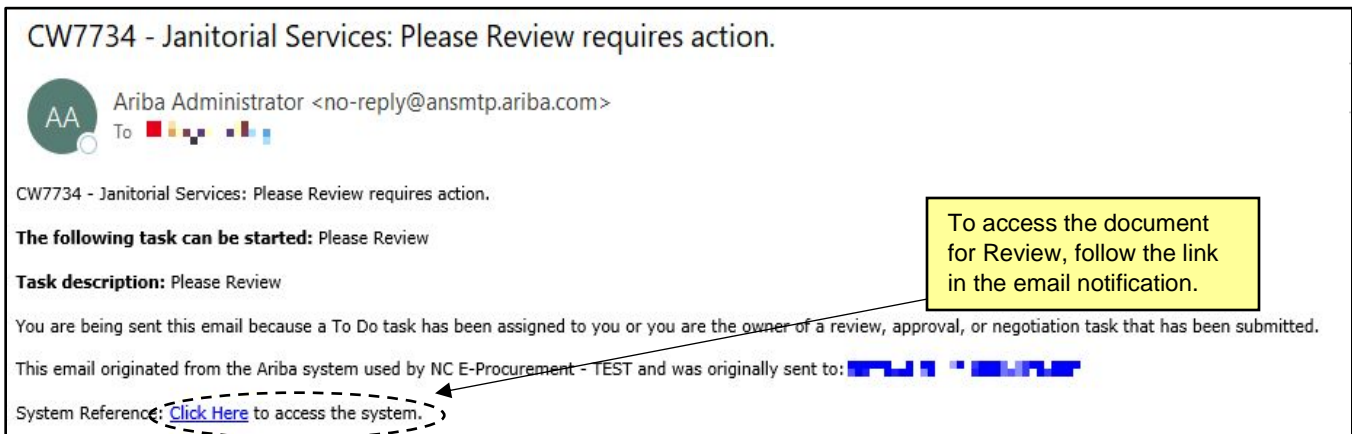 CW7734 - Janitorial Services: Please Review requires action.
AA
Ariba Administrator <no-reply@ansmtp.ariba.com>
To
CW7734 - Janitorial Services: Please Review requires action.
The following task can be started: Please Review
Task description: Please Review
To access the document
for Review, follow the link
in the email notification.
You are being sent this email because a To Do task has been assigned to you or you are the owner of a review, approval, or negotiation task that has been submitted.
This email originated from the Ariba system used by NC E-Procurement - TEST and was originally sent to:
System Reference: Click Here to access the system.